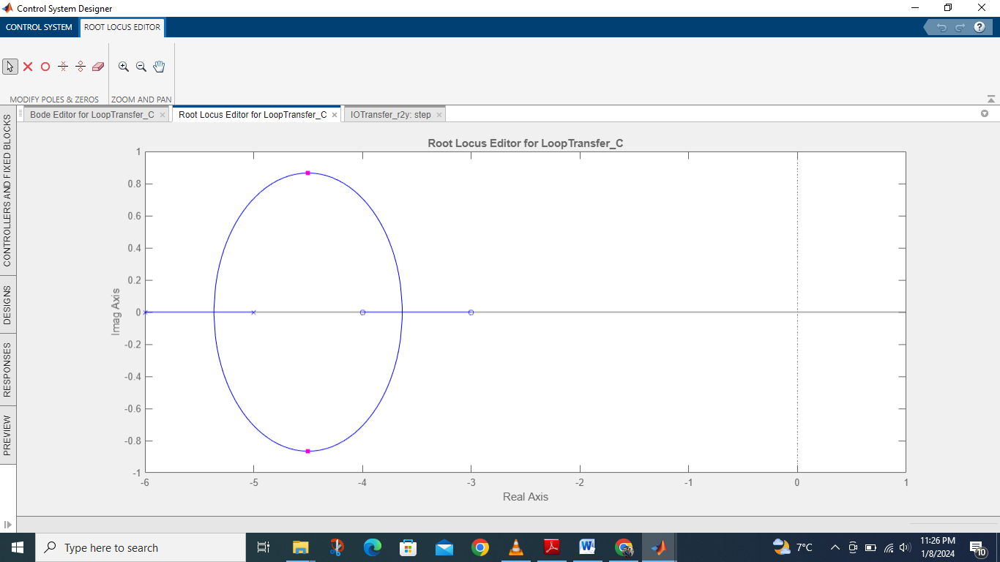 Control System Designer
CONTROL SYSTEM
ROOT LOCUS EDITOR
MODIFY POLES & ZEROS
ZOOM AND PAN
Bode Editor for LoopTransfer_C
Root Locus Editor for LoopTransfer_C
IOTransfer_r2y: step
CONTROLLERS AND FIXED BLOCKS
DESIGNS
RESPONSES
PREVIEW
Root Locus Editor for LoopTransfer_C
1
0.8
0.6
0.4
0.2
0
-0.2
-0.4
-0.6
-0.8
-1
Imag Axis
-6 -5 -4 -3 -2 -1 0 1
Real Axis
Type here to search
7°C
11:26 PM
1/8/2024
10